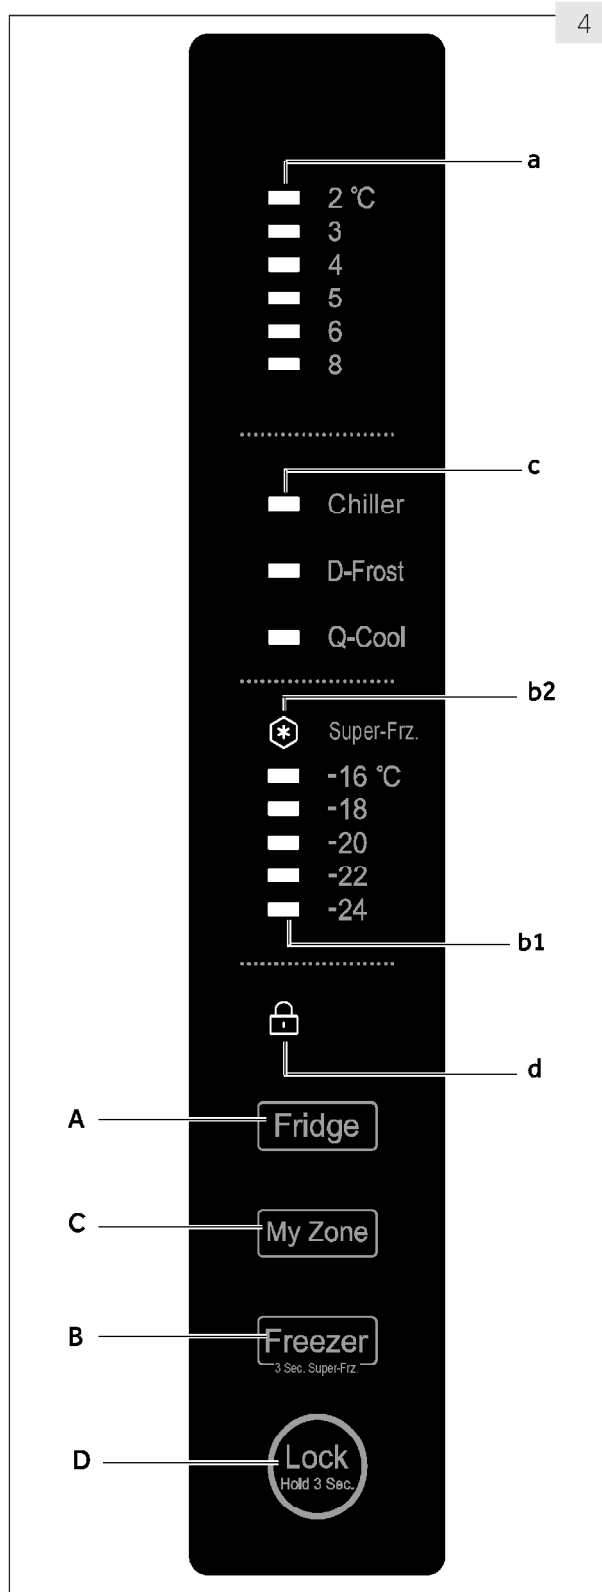 4
a
2 °C
3
4
5
6
8
c
Chiller
D-Frost
Q-Cool
b2
Super-Frz.
-16 °C
-18
-20
-22
-24
b1
d
A
Fridge
C
My Zone
B
Freezer
3 Sec. Super-Frz.
D
Lock
Hold 3 Sec.